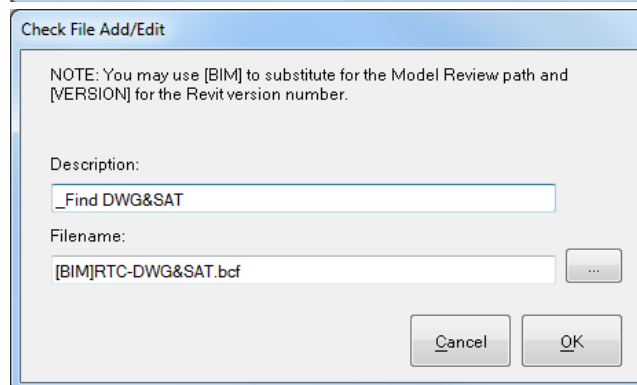 Check File Add/Edit
NOTE: You may use [BIM] to substitute for the Model Review path and
[VERSION] for the Revit version number.
Description:
_Find DWG&SAT
Filename:
[BIM]RTC-DWG&SAT.bcf
...
Cancel
OK